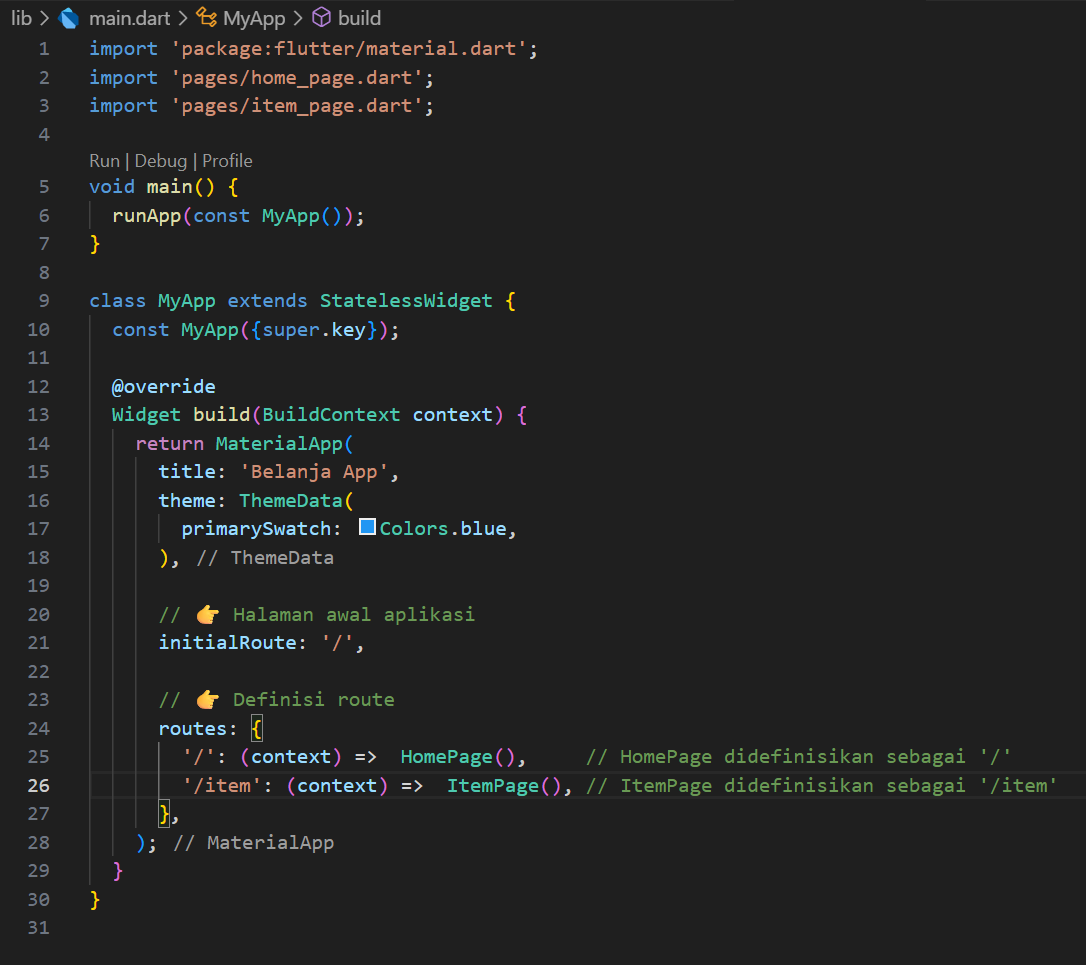 lib > main.dart > MyApp > build
1 import 'package:flutter/material.dart';
2 import 'pages/home_page.dart';
3 import 'pages/item_page.dart';
4
Run | Debug | Profile
5 void main() {
6   runApp(const MyApp());
7 }
8
9 class MyApp extends StatelessWidget {
10   const MyApp({super.key});
11
12   @override
13   Widget build(BuildContext context) {
14     return MaterialApp(
15       title: 'Belanja App',
16       theme: ThemeData(
17         primarySwatch: Colors.blue,
18       ), // ThemeData
19
20       // 👉 Halaman awal aplikasi
21       initialRoute: '/',
22
23       // 👉 Definisi route
24       routes: {
25         '/': (context) =>  HomePage(),     // HomePage didefinisikan sebagai '/'
26         '/item': (context) =>  ItemPage(), // ItemPage didefinisikan sebagai '/item'
27       },
28     ); // MaterialApp
29   }
30 }
31